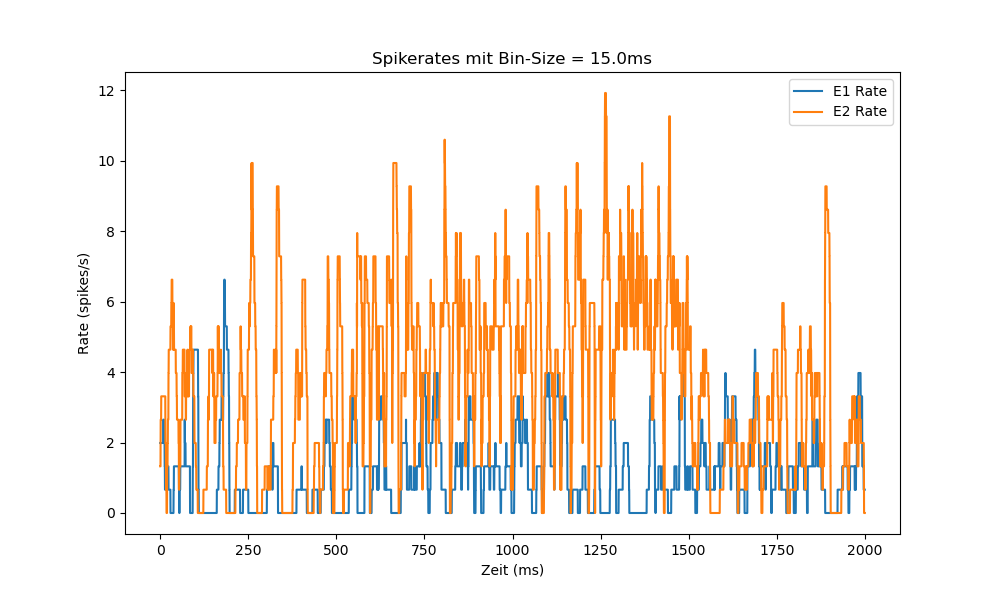 Spikerates mit Bin-Size = 15.0ms
E1 Rate
E2 Rate
Rate (spikes/s)
12
10
8
6
4
2
0
0 250 500 750 1000 1250 1500 1750 2000
Zeit (ms)